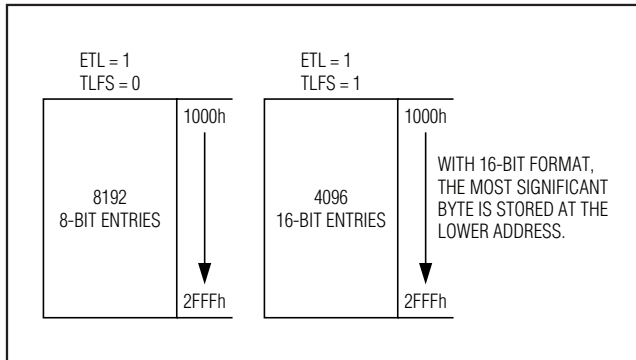 ETL = 1
TLFS = 0
1000h
8192
8-BIT ENTRIES
2FFFh
ETL = 1
TLFS = 1
1000h
4096
16-BIT ENTRIES
2FFFh
WITH 16-BIT FORMAT,
THE MOST SIGNIFICANT
BYTE IS STORED AT THE
LOWER ADDRESS.